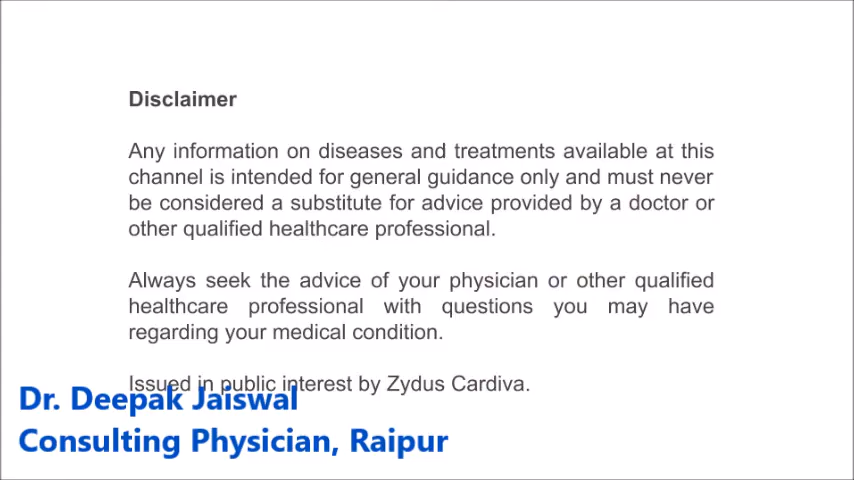 Disclaimer
Any information on diseases and treatments available at this
channel is intended for general guidance only and must never
be considered a substitute for advice provided by a doctor or
other qualified healthcare professional.
Always seek the advice of your physician or other qualified
healthcare professional with questions you may have
regarding your medical condition.
Issued in public interest by Zydus Cardiva.
Dr. Deepak Jaiswal
Consulting Physician, Raipur